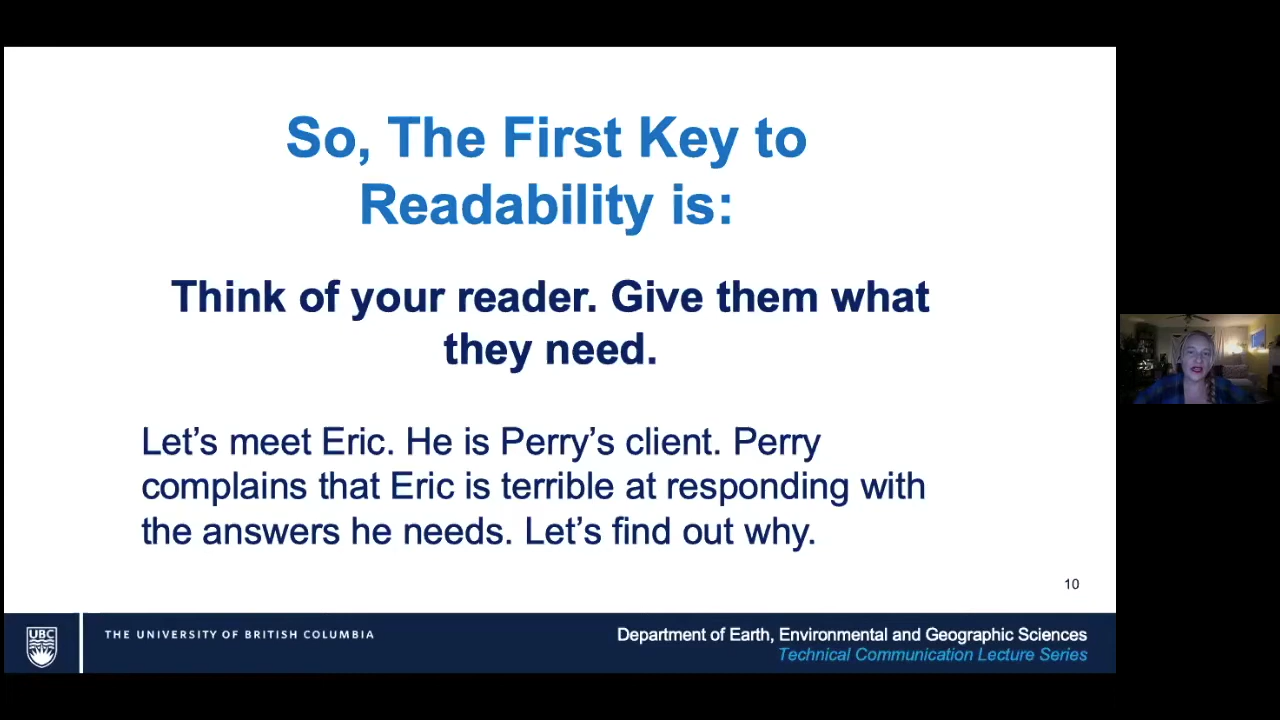 So, The First Key to
Readability is:
Think of your reader. Give them what
they need.
Let’s meet Eric. He is Perry’s client. Perry
complains that Eric is terrible at responding with
the answers he needs. Let’s find out why.
10
UBC
THE UNIVERSITY OF BRITISH COLUMBIA
Department of Earth, Environmental and Geographic Sciences
Technical Communication Lecture Series